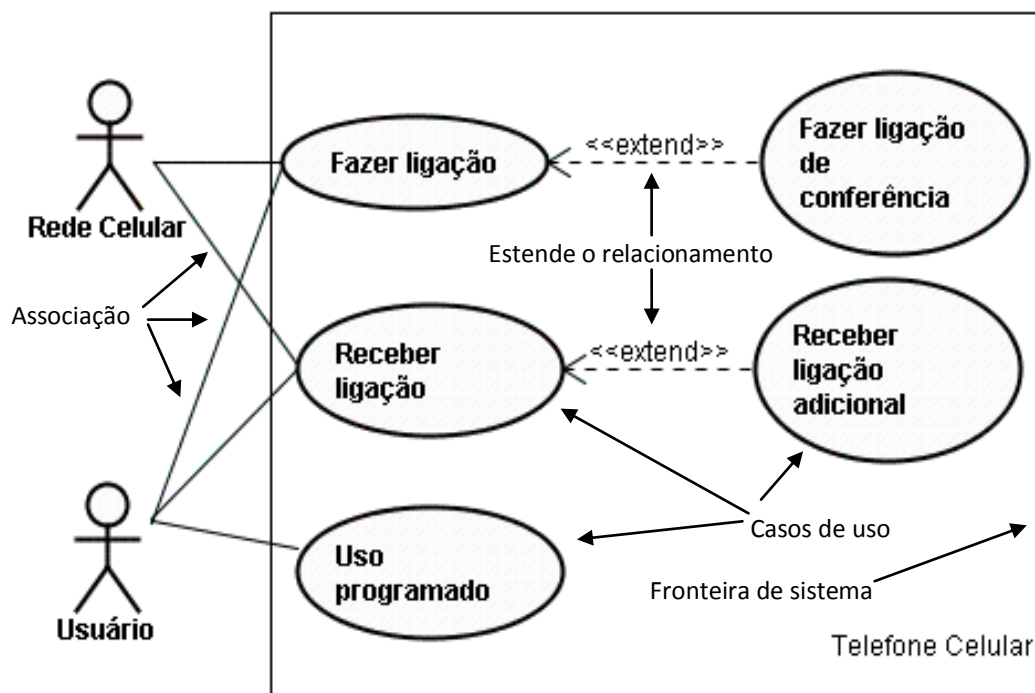 Fazer ligação
<<extend>>
Fazer ligação
de
conferência
Rede Celular
Estende o relacionamento
Associação
Receber
ligação
<<extend>>
Receber
ligação
adicional
Uso
programado
Casos de uso
Fronteira de sistema
Usuário
Telefone Celular